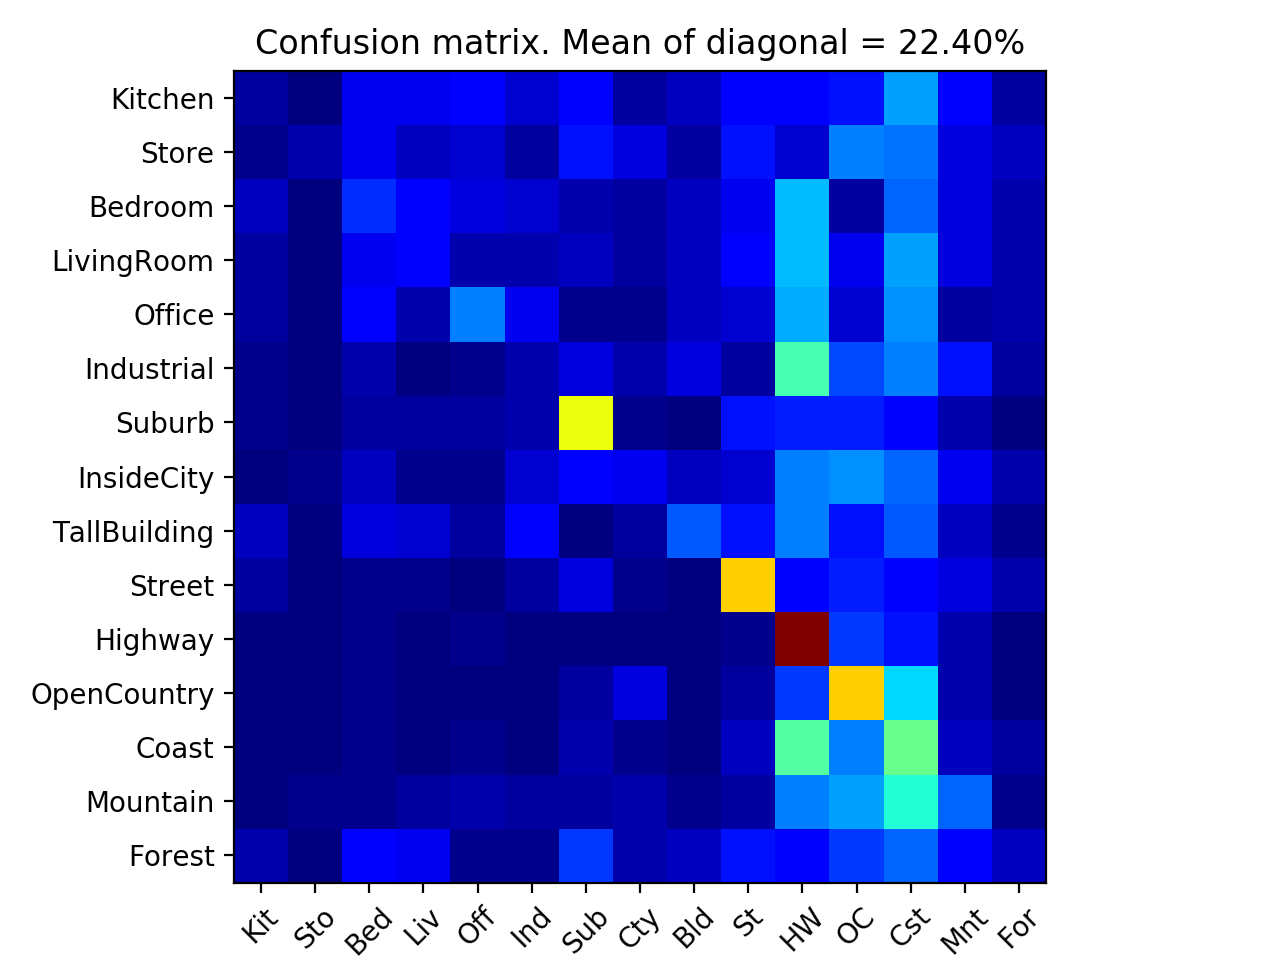 Confusion matrix. Mean of diagonal = 22.40%
Kitchen
Store
Bedroom
LivingRoom
Office
Industrial
Suburb
InsideCity
TallBuilding
Street
Highway
OpenCountry
Coast
Mountain
Forest
Kit Sto Bed Liv Off Ind Sub Cty Bld St HW OC Cst Mnt For